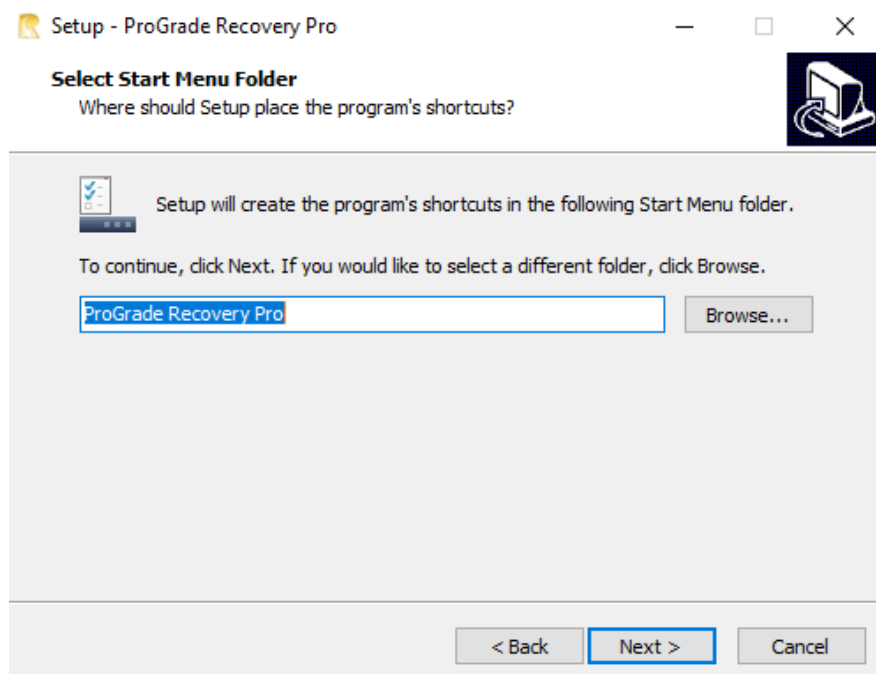 Setup - ProGrade Recovery Pro
Select Start Menu Folder
Where should Setup place the program's shortcuts?
Setup will create the program's shortcuts in the following Start Menu folder.
To continue, click Next. If you would like to select a different folder, click Browse.
ProGrade Recovery Pro
Browse...
< Back
Next >
Cancel